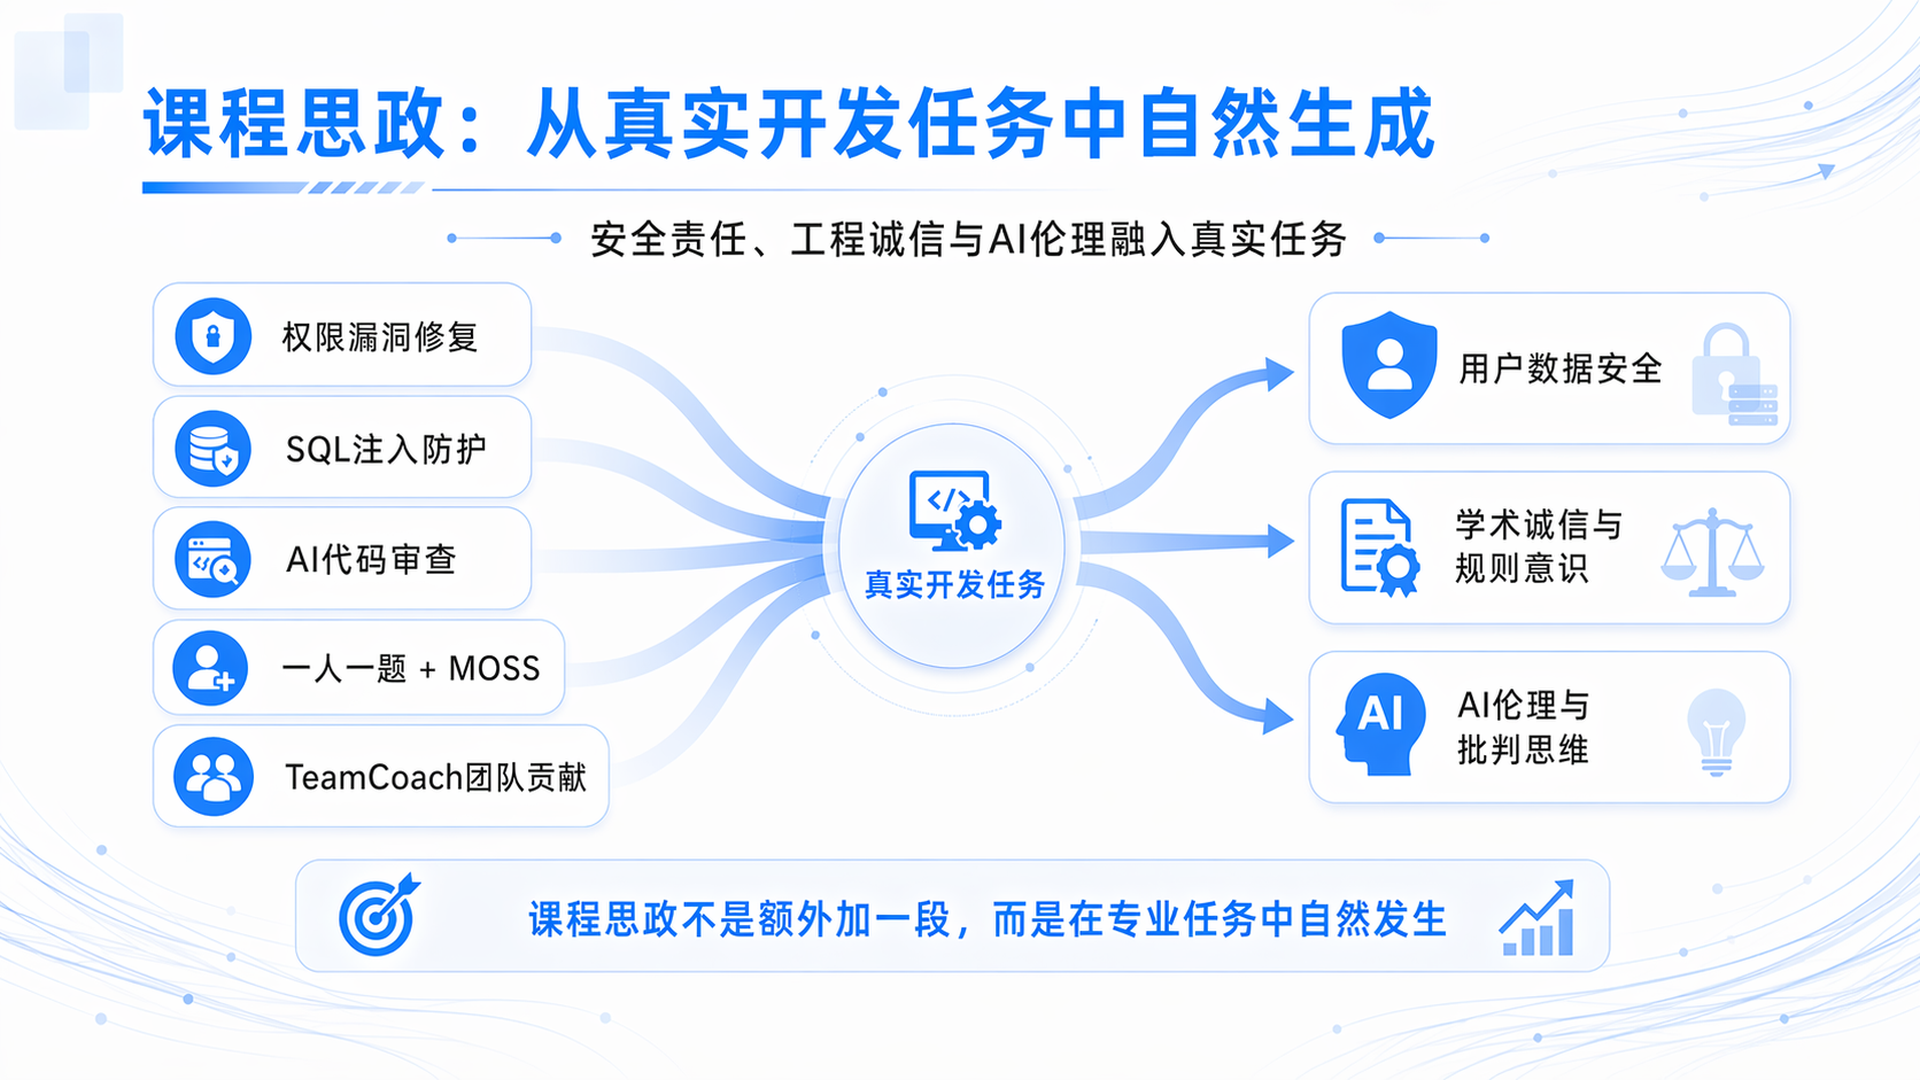 课程思政：从真实开发任务中自然生成
安全责任、工程诚信与AI伦理融入真实任务
权限漏洞修复
SQL注入防护
AI代码审查
一人一题 + MOSS
TeamCoach团队贡献
</>
真实开发任务
用户数据安全
学术诚信与
规则意识
AI
AI伦理与
批判思维
课程思政不是额外加一段，而是在专业任务中自然发生